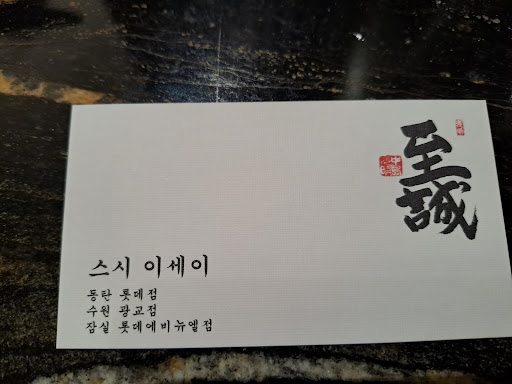 至誠
스시 이세이
동탄 롯데점
수원 광교점
잠실 롯데에비뉴엘점